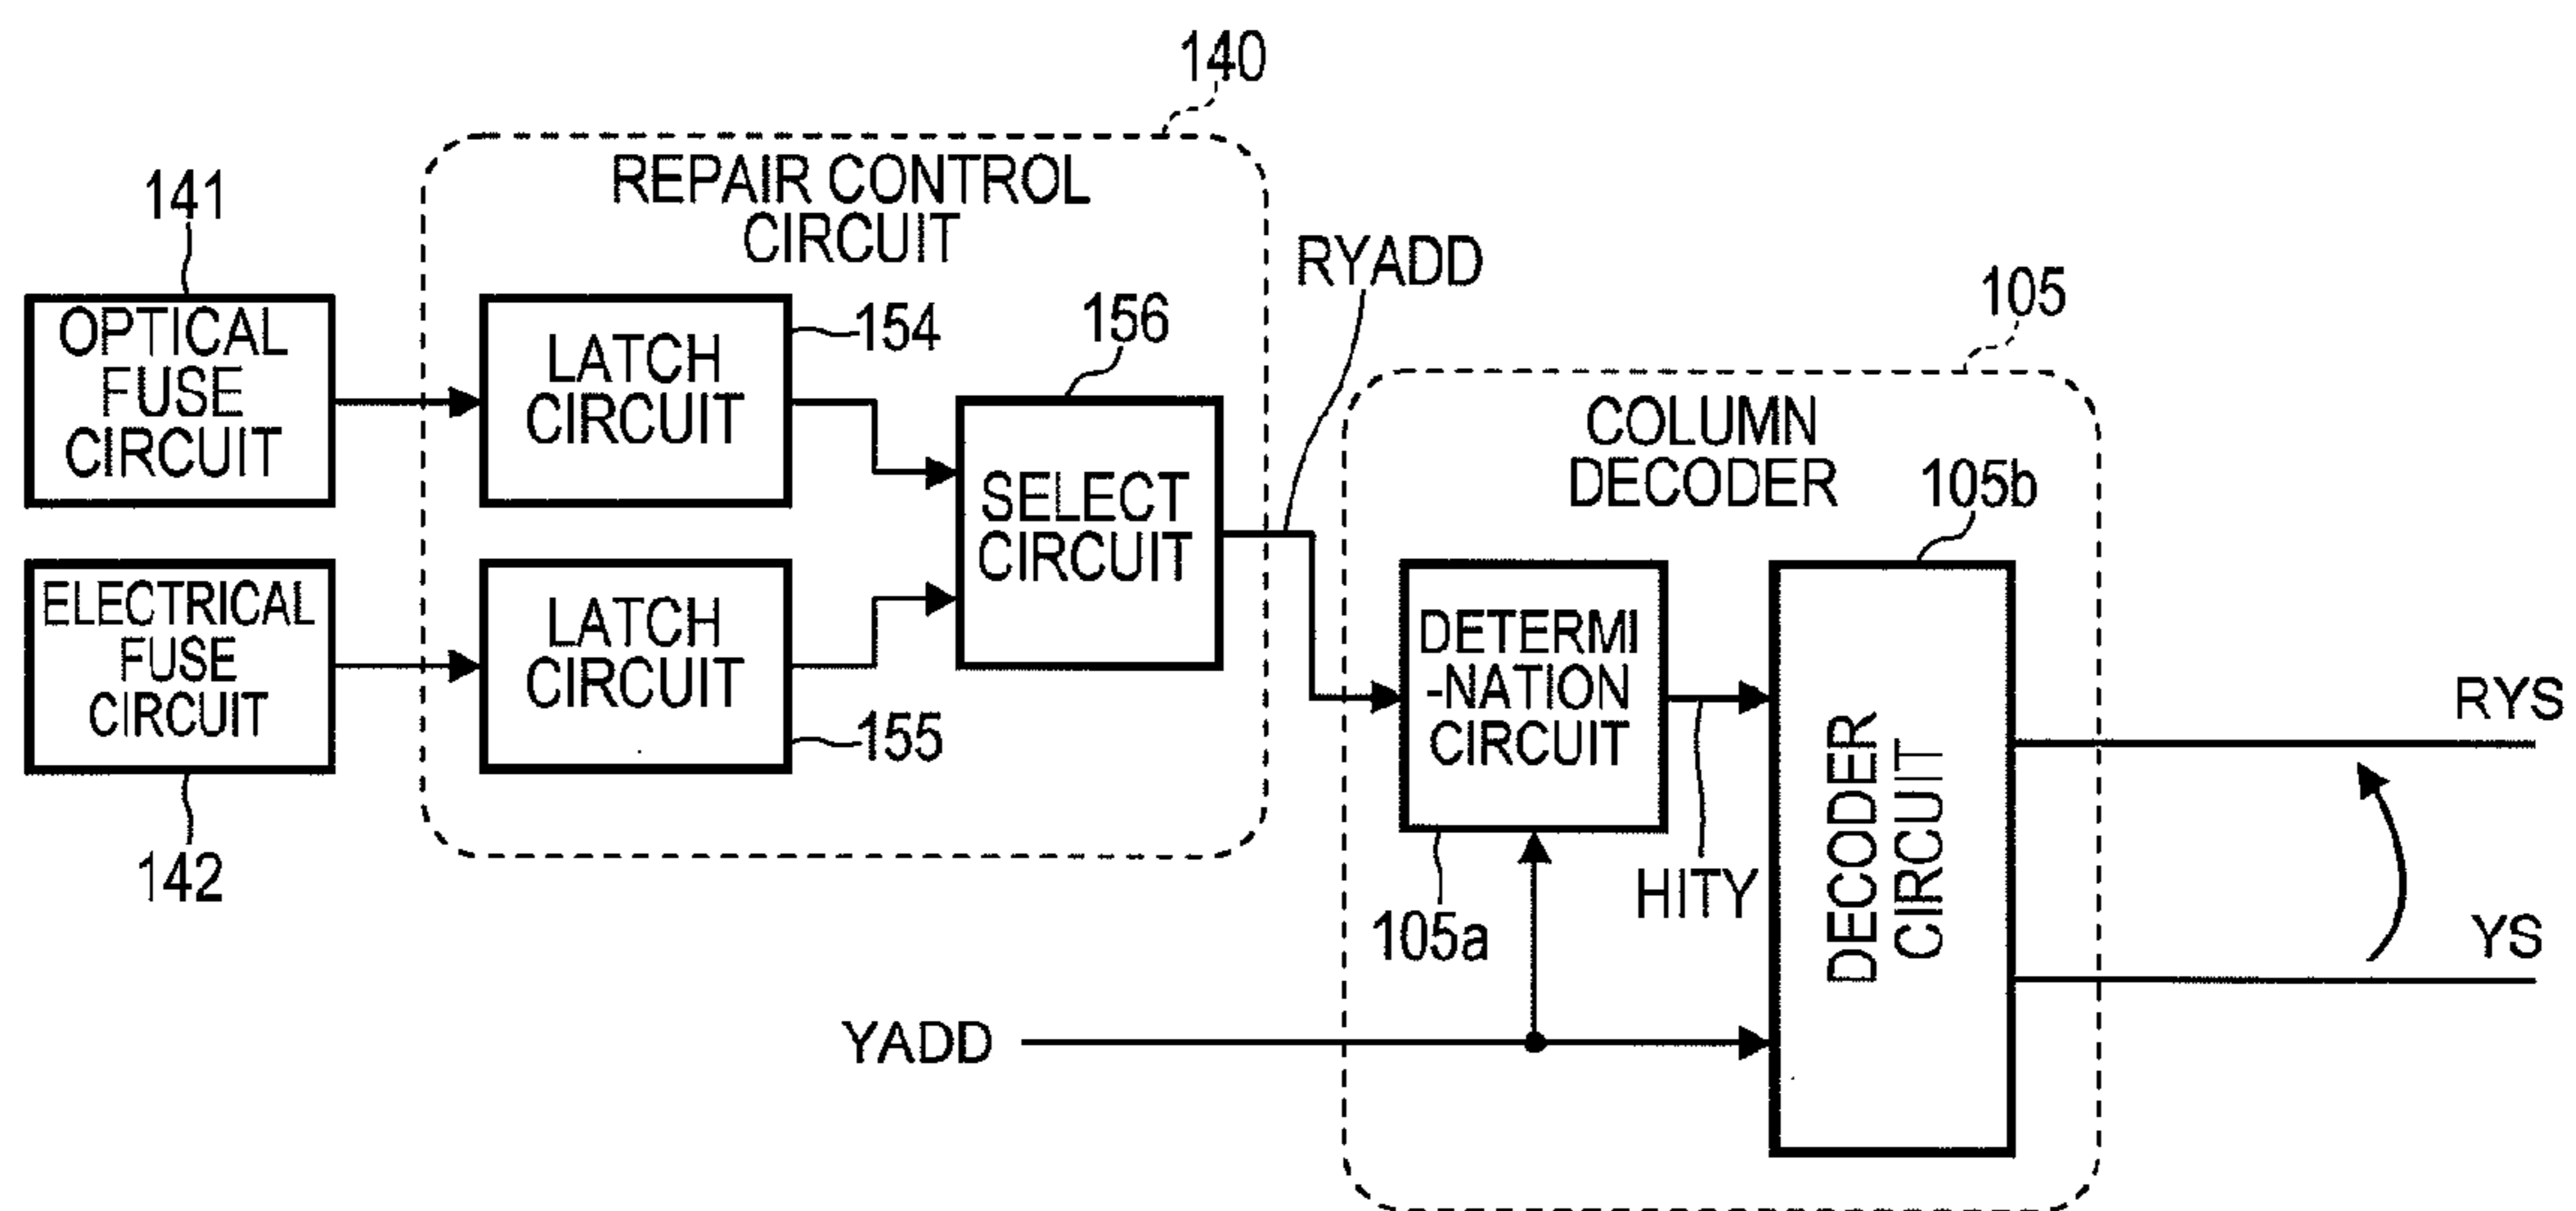 140
REPAIR CONTROL
CIRCUIT
141
OPTICAL
FUSE
CIRCUIT
LATCH
CIRCUIT
154
156
SELECT
CIRCUIT
RYADD
105
COLUMN
DECODER
105b
ELECTRICAL
FUSE
CIRCUIT
142
LATCH
CIRCUIT
155
DETERMI
-NATION
CIRCUIT
105a
HITY
DECODER
CIRCUIT
RYS
YS
YADD